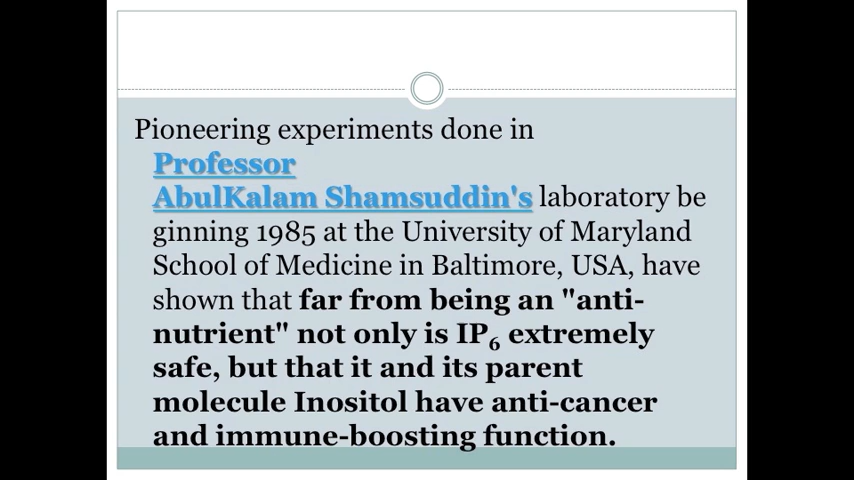 Pioneering experiments done in
Professor
AbulKalam Shamsuddin's laboratory be
ginning 1985 at the University of Maryland
School of Medicine in Baltimore, USA, have
shown that far from being an "anti-
nutrient" not only is IP₆ extremely
safe, but that it and its parent
molecule Inositol have anti-cancer
and immune-boosting function.